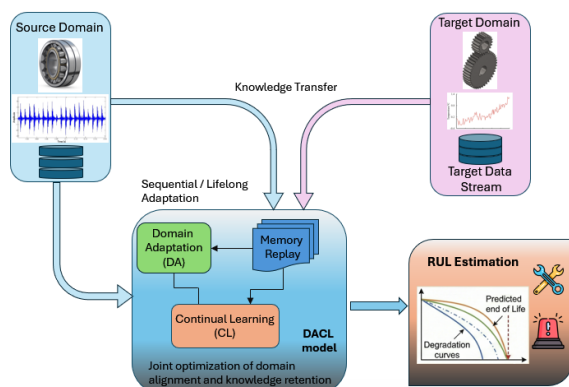 Source Domain
Target Domain
Knowledge Transfer
Target Data
Stream
Sequential / Lifelong
Adaptation
Domain
Adaptation
(DA)
Memory
Replay
Continual Learning
(CL)
DACL
model
Joint optimization of domain
alignment and knowledge retention
RUL Estimation
Predicted
end of Life
Degradation
curves